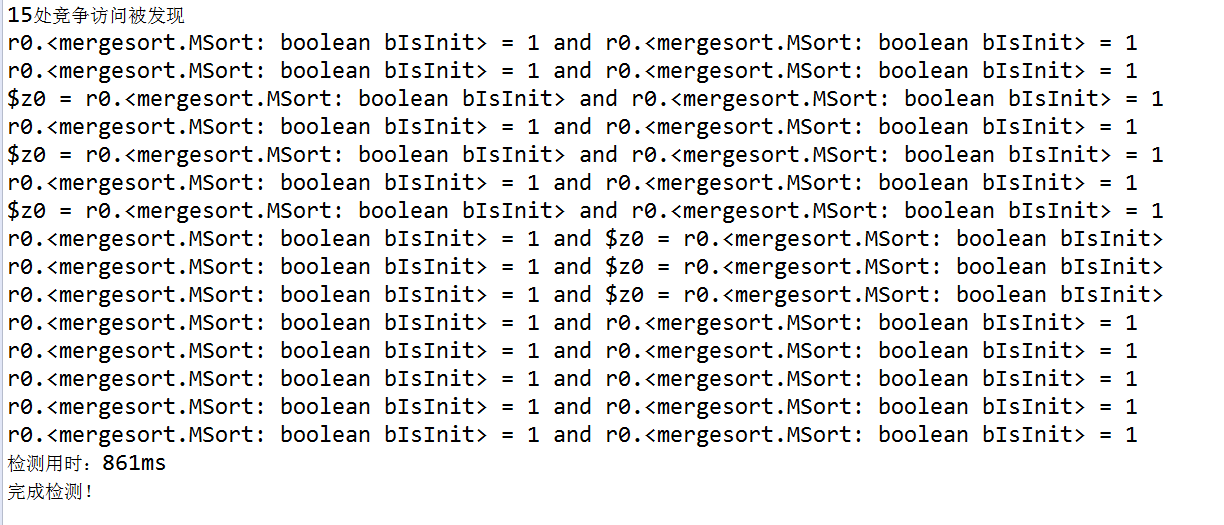 15处竞争访问被发现
r0.<mergesort.MSort: boolean bIsInit> = 1 and r0.<mergesort.MSort: boolean bIsInit> = 1
r0.<mergesort.MSort: boolean bIsInit> = 1 and r0.<mergesort.MSort: boolean bIsInit> = 1
$z0 = r0.<mergesort.MSort: boolean bIsInit> and r0.<mergesort.MSort: boolean bIsInit> = 1
r0.<mergesort.MSort: boolean bIsInit> = 1 and r0.<mergesort.MSort: boolean bIsInit> = 1
$z0 = r0.<mergesort.MSort: boolean bIsInit> and r0.<mergesort.MSort: boolean bIsInit> = 1
r0.<mergesort.MSort: boolean bIsInit> = 1 and r0.<mergesort.MSort: boolean bIsInit> = 1
$z0 = r0.<mergesort.MSort: boolean bIsInit> and r0.<mergesort.MSort: boolean bIsInit> = 1
r0.<mergesort.MSort: boolean bIsInit> = 1 and $z0 = r0.<mergesort.MSort: boolean bIsInit>
r0.<mergesort.MSort: boolean bIsInit> = 1 and $z0 = r0.<mergesort.MSort: boolean bIsInit>
r0.<mergesort.MSort: boolean bIsInit> = 1 and $z0 = r0.<mergesort.MSort: boolean bIsInit>
r0.<mergesort.MSort: boolean bIsInit> = 1 and r0.<mergesort.MSort: boolean bIsInit> = 1
r0.<mergesort.MSort: boolean bIsInit> = 1 and r0.<mergesort.MSort: boolean bIsInit> = 1
r0.<mergesort.MSort: boolean bIsInit> = 1 and r0.<mergesort.MSort: boolean bIsInit> = 1
r0.<mergesort.MSort: boolean bIsInit> = 1 and r0.<mergesort.MSort: boolean bIsInit> = 1
r0.<mergesort.MSort: boolean bIsInit> = 1 and r0.<mergesort.MSort: boolean bIsInit> = 1
检测用时：861ms
完成检测！